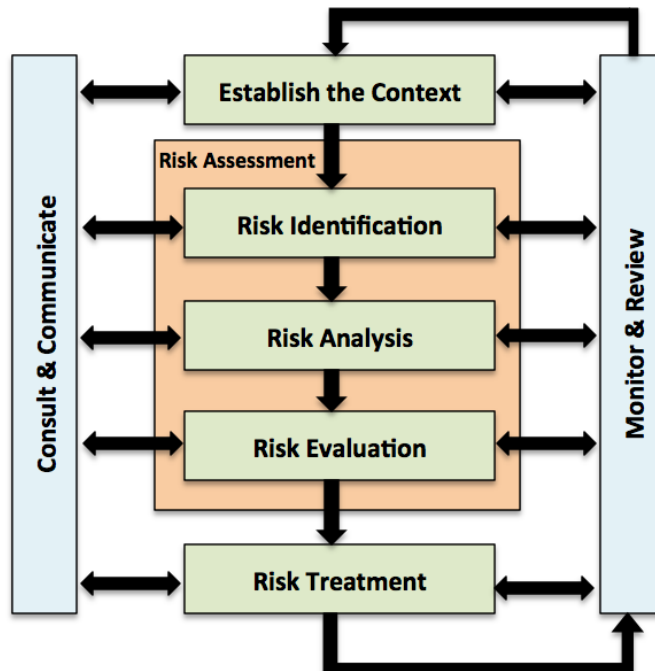 Establish the Context
Risk Assessment
Risk Identification
Risk Analysis
Risk Evaluation
Risk Treatment
Consult & Communicate
Monitor & Review